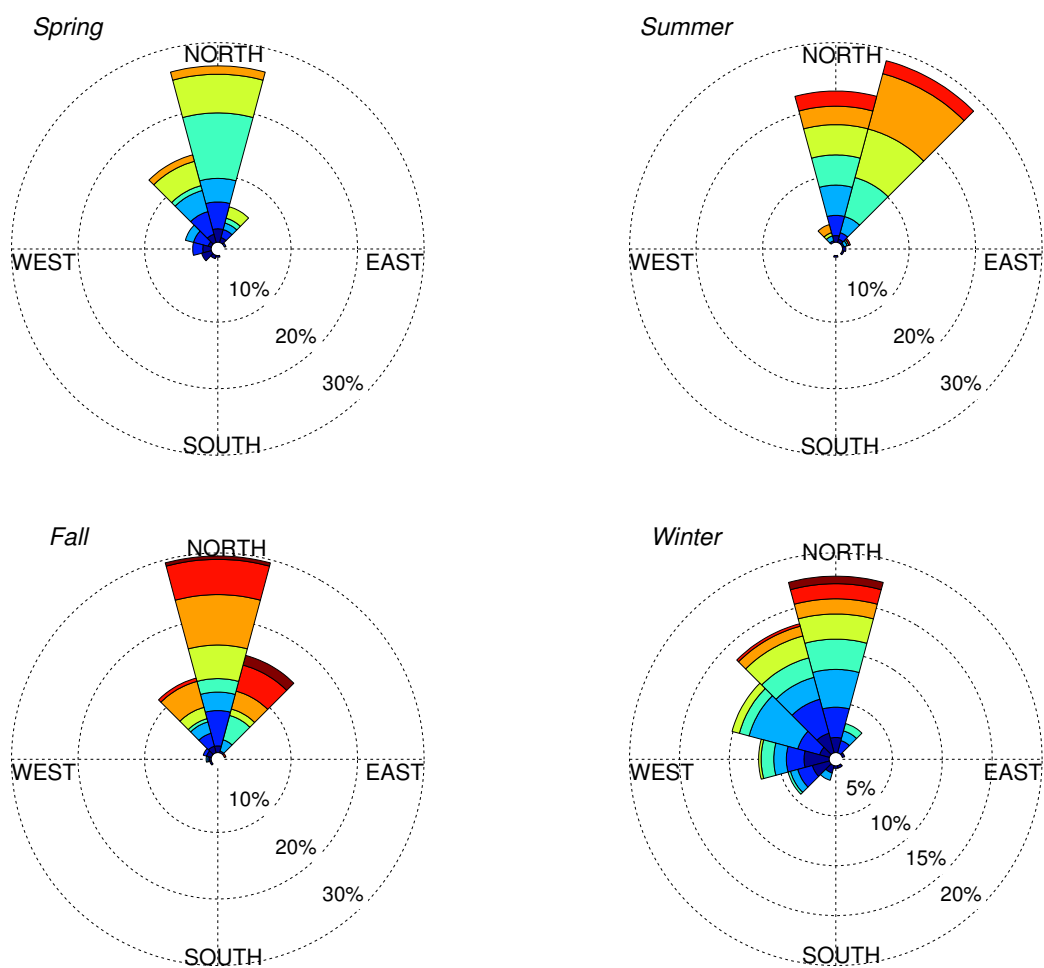 Spring
NORTH
WEST
EAST
10%
20%
30%
SOUTH
Summer
NORTH
WEST
EAST
10%
20%
30%
SOUTH
Fall
NORTH
WEST
EAST
10%
20%
30%
SOUTH
Winter
NORTH
WEST
EAST
5%
10%
15%
20%
SOUTH